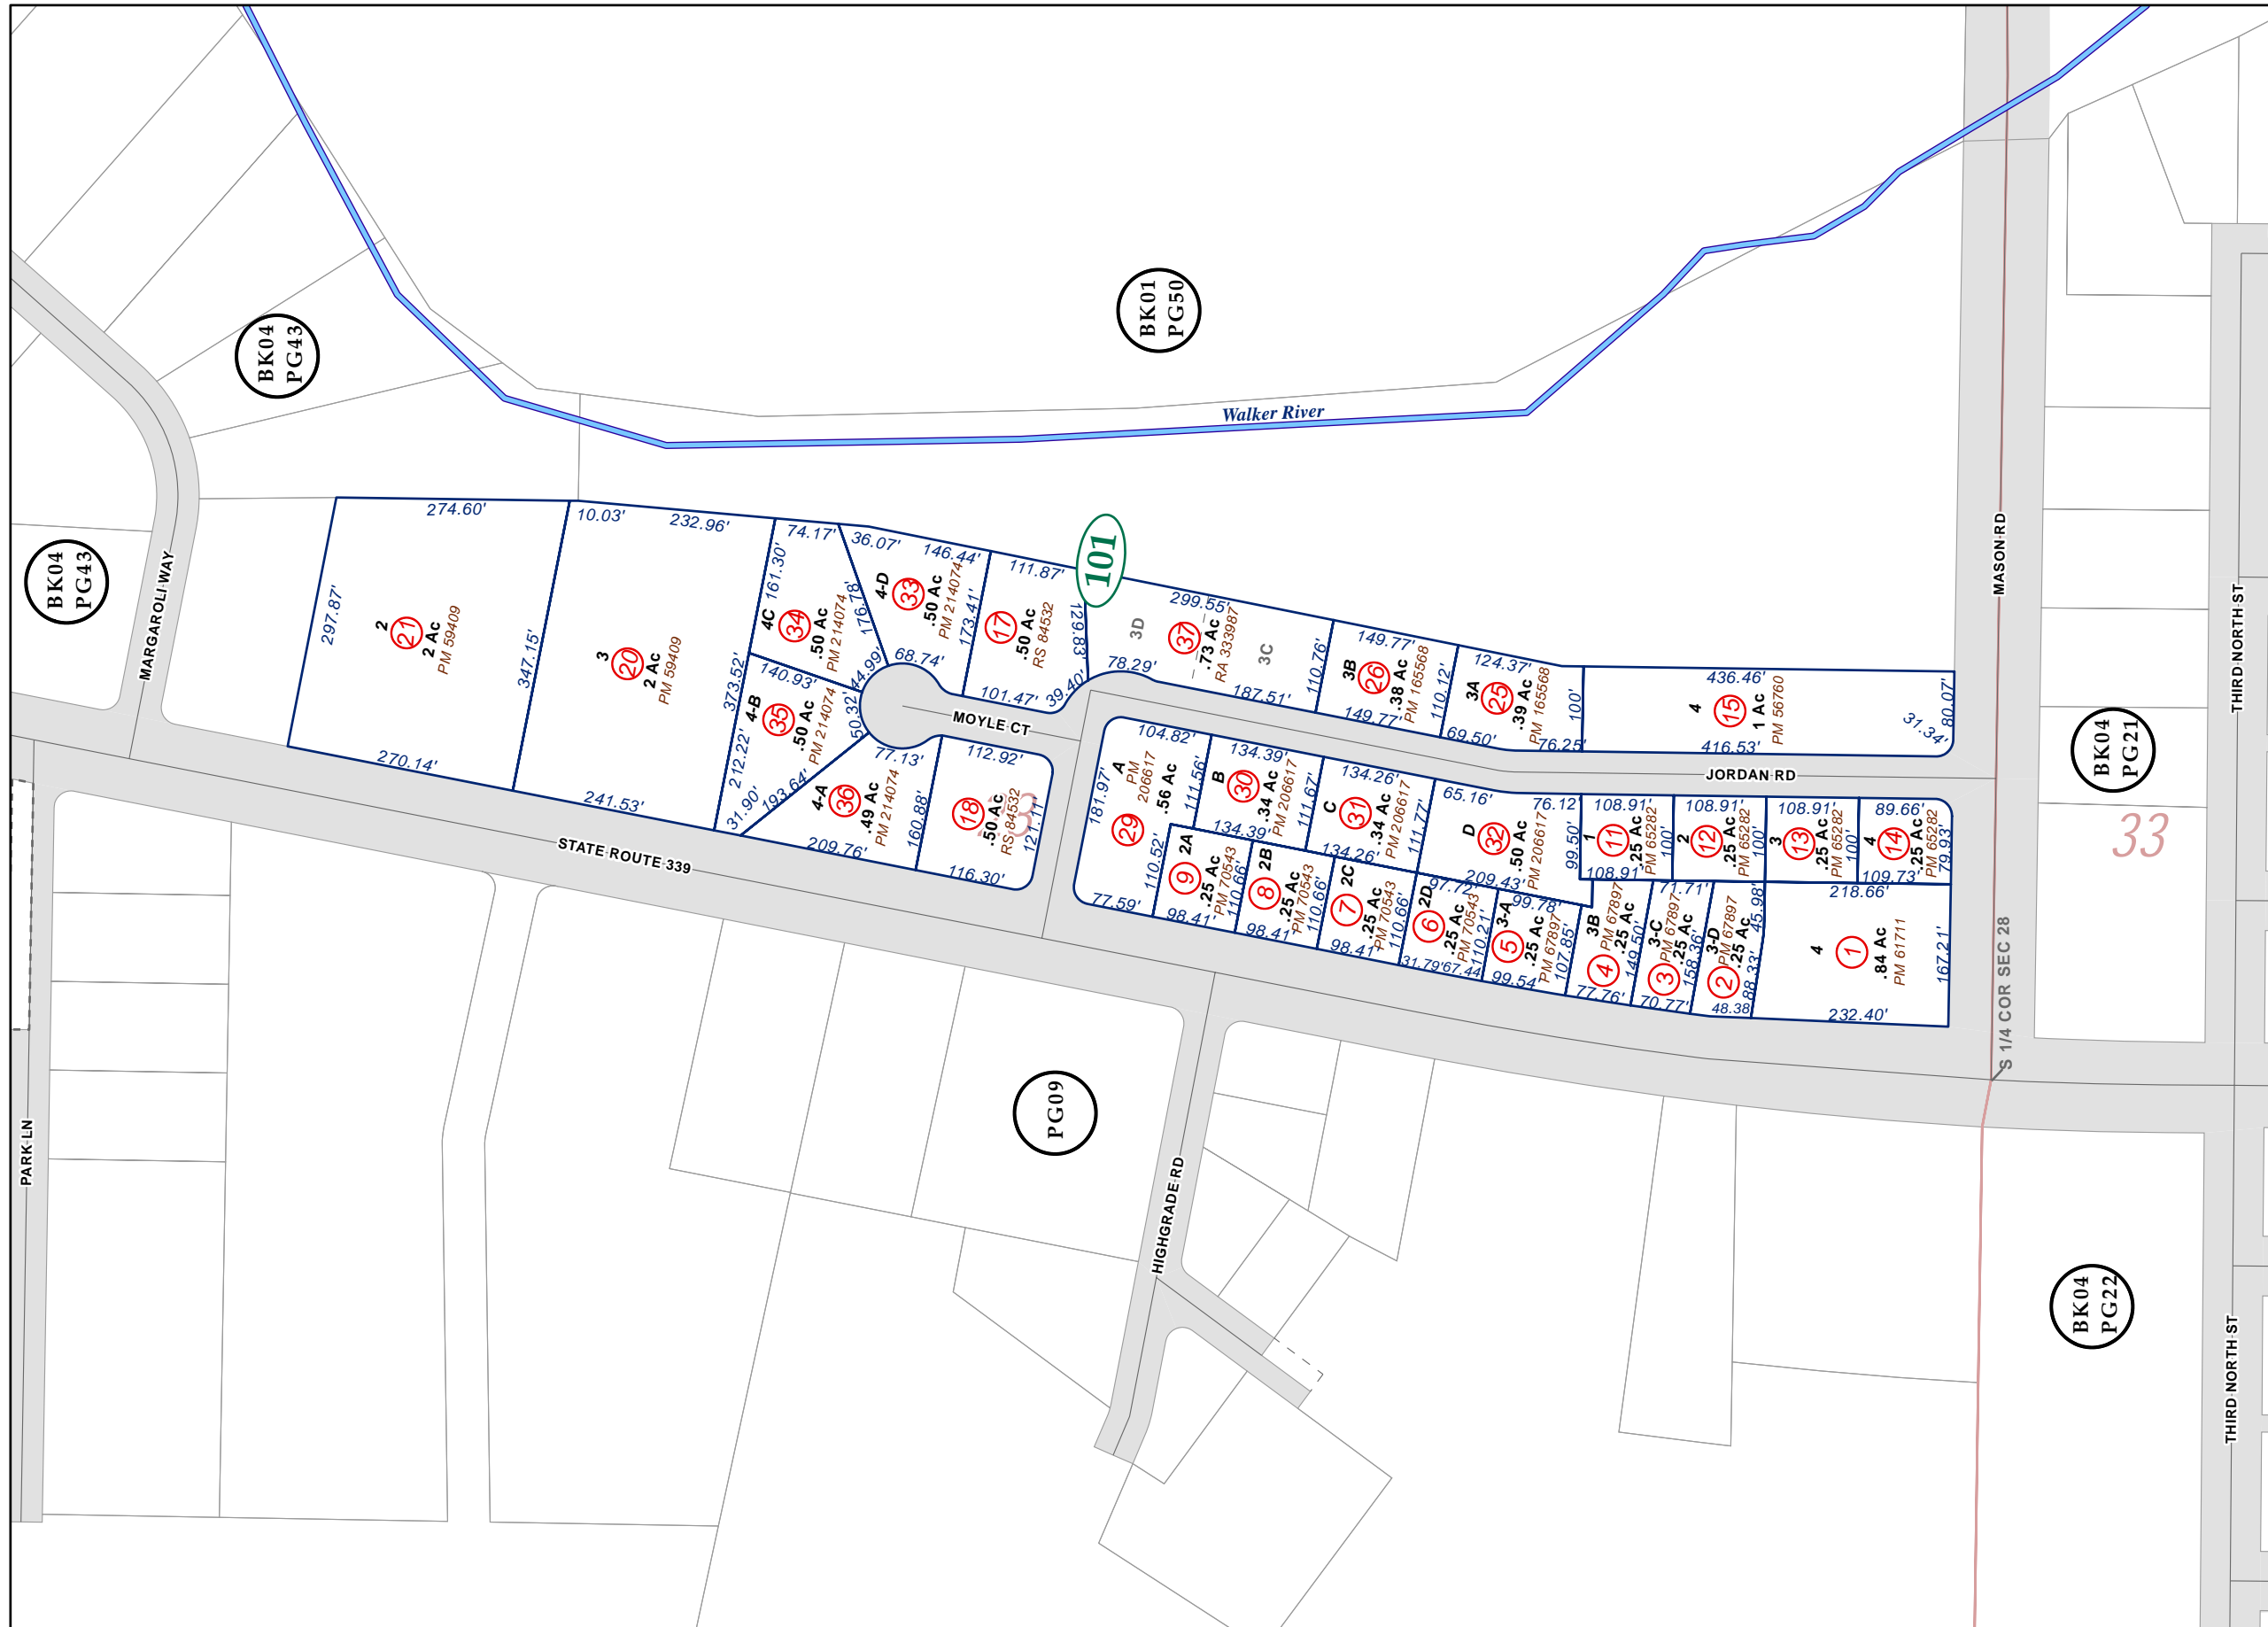 BK04
PG43
BK01
PG50
Walker River
BK04
PG43
MARGAROLI WAY
274.60'
297.87'
2
21
2 Ac
PM 59409
347.15'
270.14'
10.03'
232.96'
3
20
2 Ac
PM 59409
373.52'
241.53'
74.17'
161.30'
4C
34
.50 Ac
PM 214074
176.78'
44.99'
140.93'
36.07'
146.44'
4-D
33
.50 Ac
PM 214074
173.41'
68.74'
4-B
35
.50 Ac
PM 214074
50.32'
212.22'
31.90'
193.64'
77.13'
4-A
36
.49 Ac
PM 214074
160.88'
209.76'
111.87'
17
.50 Ac
RS 84532
129.83'
101.47'
39.40'
MOYLE CT
112.92'
18
.50 Ac
RS 84532
121.11'
116.30'
101
299.55'
3D
37
.73 Ac
RA 333987
3C
78.29'
187.51'
110.76'
149.77'
3B
26
.38 Ac
PM 165568
149.77'
110.12'
124.37'
3A
25
.39 Ac
PM 165568
100'
69.50'
76.25'
436.46'
4
15
1 Ac
PM 56760
31.34'
80.07'
416.53'
JORDAN RD
104.82'
181.97'
A
29
PM
206617
.56 Ac
111.56'
110.52'
77.59'
134.39'
B
30
.34 Ac
PM 206617
111.67'
134.39'
134.26'
C
31
.34 Ac
PM 206617
111.77'
134.26'
65.16'
76.12'
D
32
.50 Ac
PM 206617
99.50'
209.43'
2A
9
.25 Ac
PM 70543
110.66'
98.41'
2B
8
.25 Ac
PM 70543
110.66'
98.41'
2C
7
.25 Ac
PM 70543
110.66'
98.41'
97.72'
2D
6
.25 Ac
PM 70543
110.21'
31.79'
67.44'
99.78'
3-A
5
.25 Ac
PM 67897
107.85'
99.54'
108.91'
1
11
.25 Ac
PM 65282
100'
108.91'
108.91'
2
12
.25 Ac
PM 65282
100'
108.91'
3
13
.25 Ac
PM 65282
100'
89.66'
4
14
.25 Ac
PM 65282
79.93'
109.73'
3B
4
PM 67897
.25 Ac
149.50'
77.76'
71.71'
3-C
3
PM 67897
.25 Ac
158.36'
70.77'
3-D
2
PM 67897
.25 Ac
45.98'
88.33'
48.38
218.66'
4
1
.84 Ac
PM 61711
167.21'
232.40'
STATE ROUTE 339
MASON RD
S 1/4 COR SEC 28
THIRD NORTH ST
BK04
PG21
33
PG09
HIGHGRADE RD
PARK LN
BK04
PG22
THIRD NORTH ST